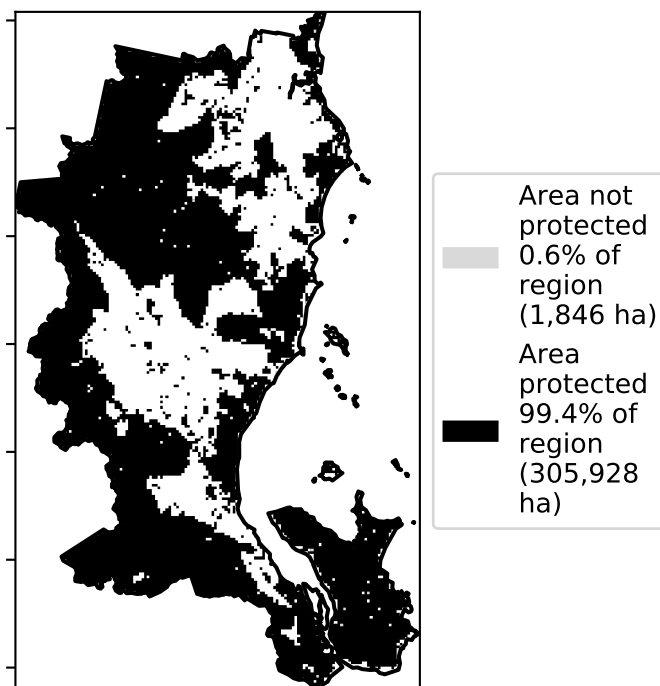 Area not
protected
0.6% of
region
(1,846 ha)
Area
protected
99.4% of
region
(305,928
ha)